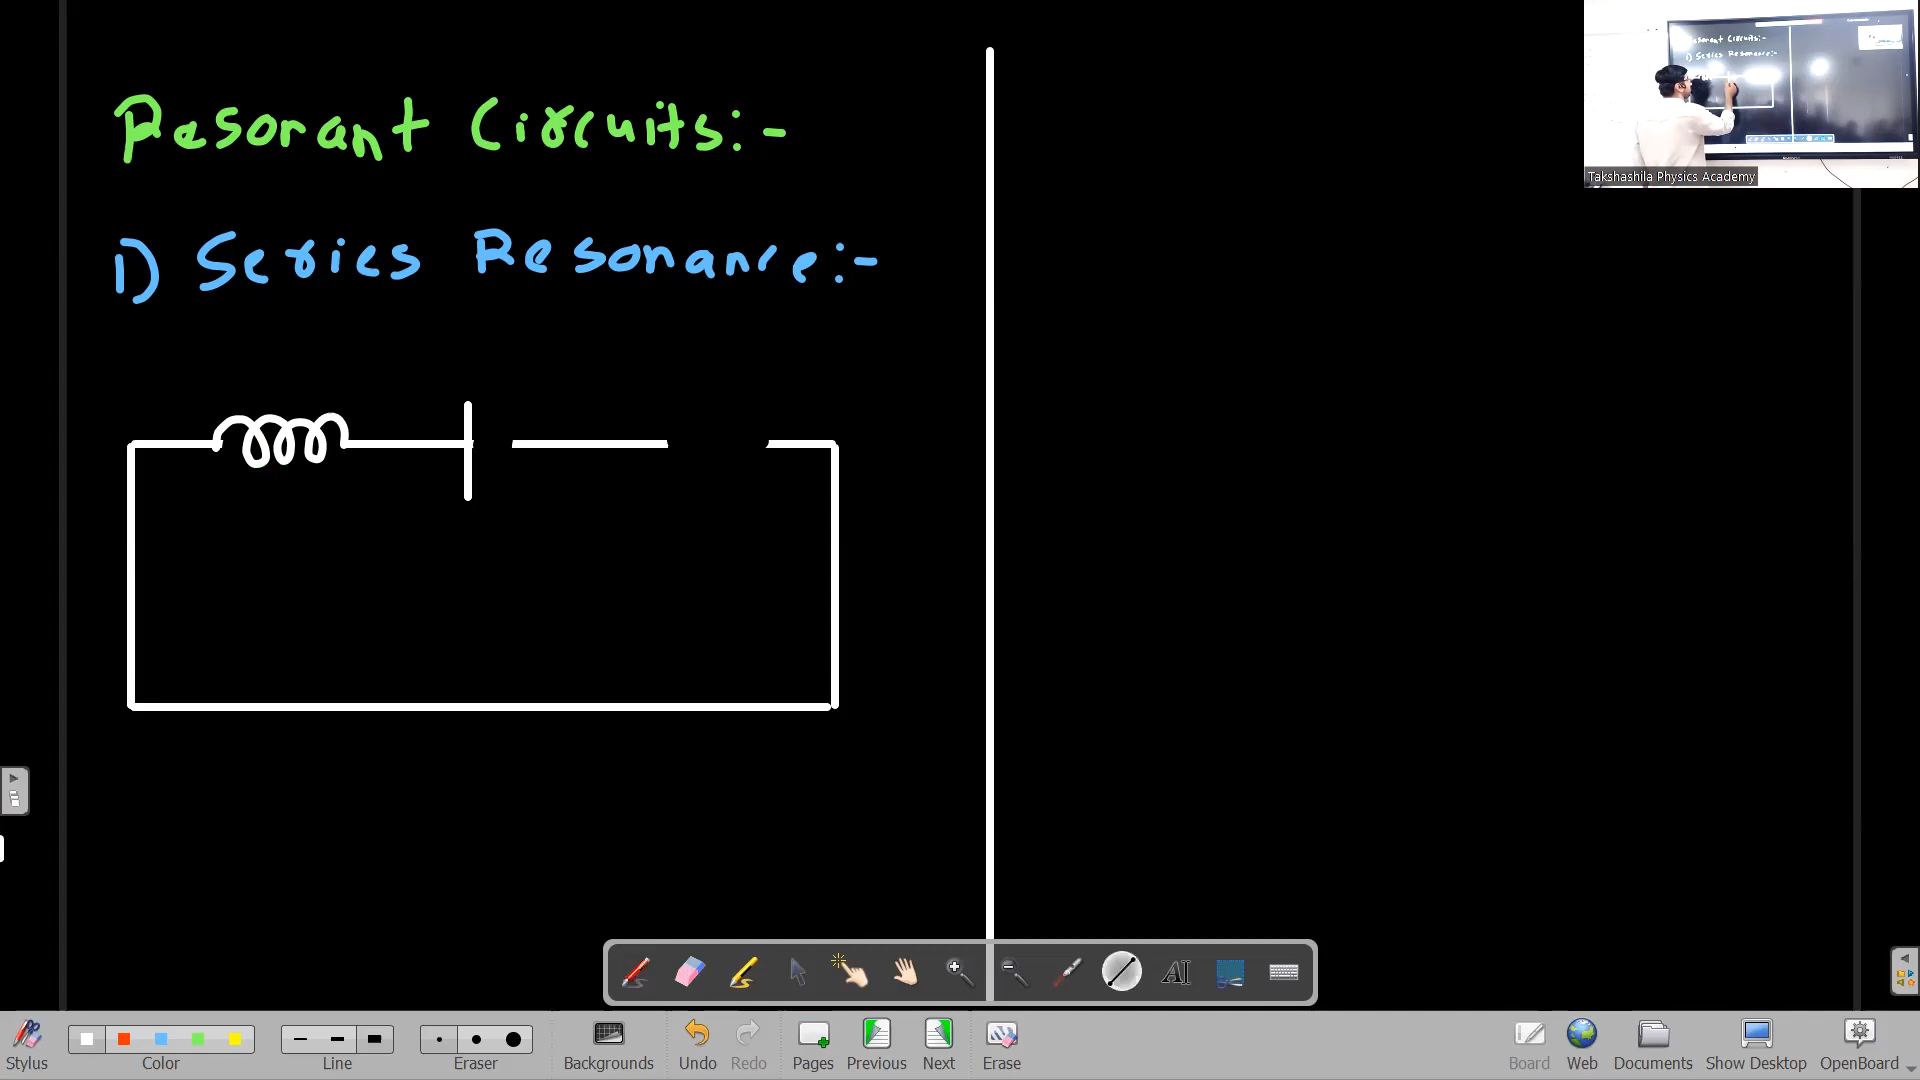 Resonant Circuits:-
1) Series Resonance:-
Takshashila Physics Academy
Stylus
Color
Line
Eraser
Backgrounds
Undo
Redo
Pages
Previous
Next
Erase
Board
Web
Documents
Show Desktop
OpenBoard